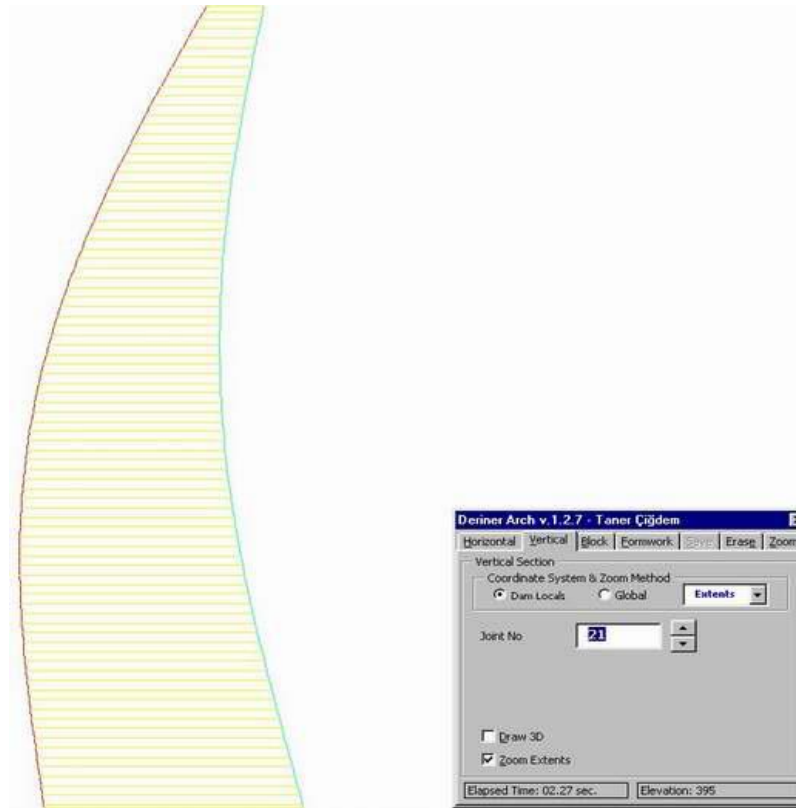 Deriner Arch v.1.2.7 - Taner Çiğdem
Horizontal Vertical Block Formwork Save Erase Zoom
Vertical Section
Coordinate System & Zoom Method
Dam Locals Global Extents
Joint No 21
Draw 3D
Zoom Extents
Elapsed Time: 02.27 sec. Elevation: 395